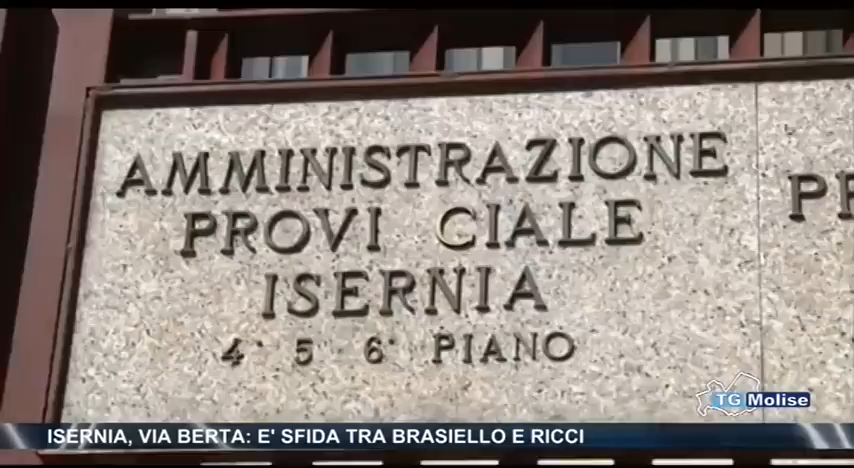 AMMINISTRAZIONE
PROVI CIALE
ISERNIA
4° 5° 6° PIANO
TG Molise
ISERNIA, VIA BERTA: E' SFIDA TRA BRASIELLO E RICCI